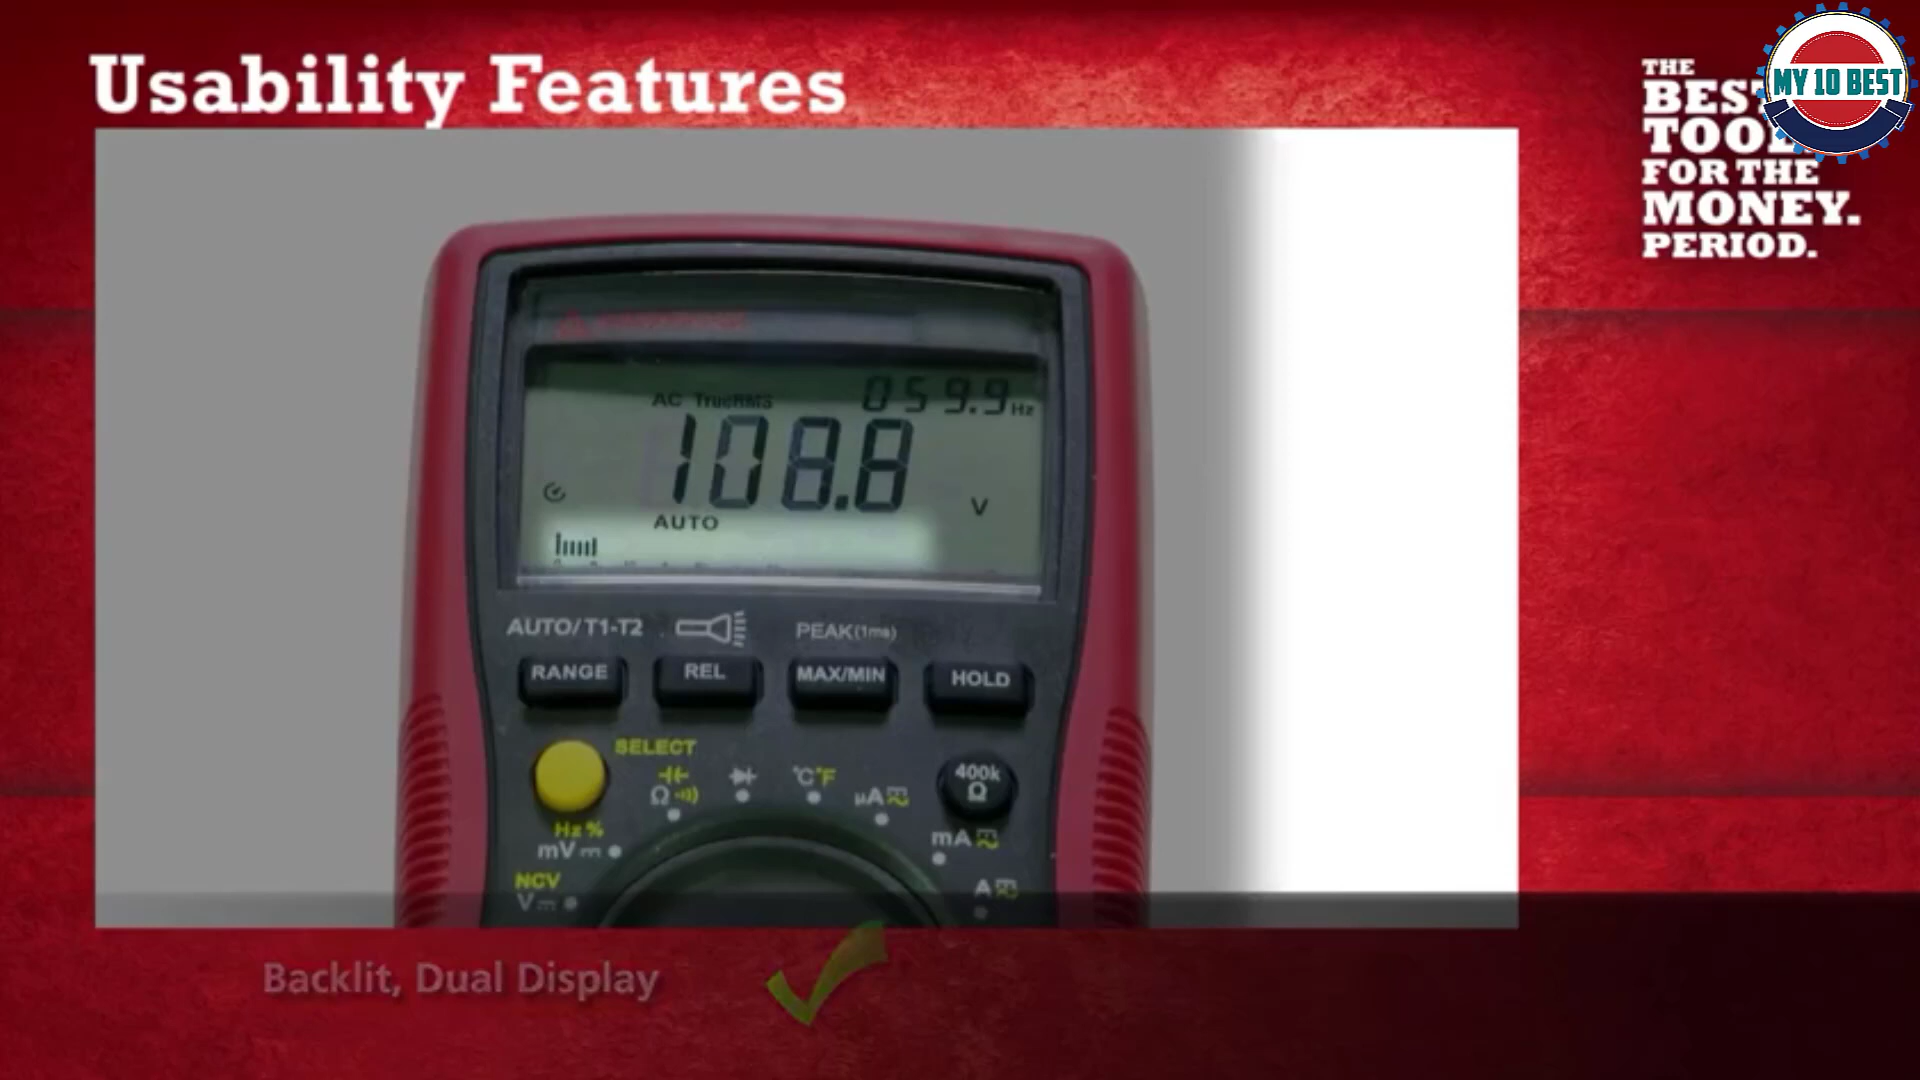 Usability Features
THE
BEST
TOOL
FOR THE
MONEY.
PERIOD.
MY 10 BEST
AC TrueRMS
059.9 Hz
108.8
V
AUTO
AUTO/T1-T2
PEAK(1ms)
RANGE
REL
MAX/MIN
HOLD
SELECT
°C°F
400k
Ω
Ω
µA
Hz %
mV
mA
NCV
V
A
Backlit, Dual Display